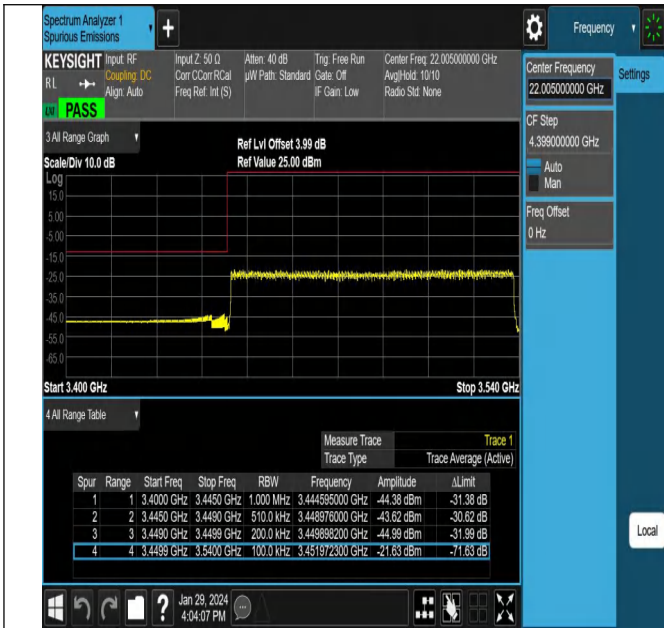 Spectrum Analyzer 1
Spurious Emissions
Frequency
KEYSIGHT Input: RF Input Z: 50 Ω Atten: 40 dB Trig: Free Run Center Freq: 22.005000000 GHz
RL Coupling: DC Corr CCorr RCal µW Path: Standard Gate: Off Avg|Hold: 10/10
Align: Auto Freq Ref: Int (S) IF Gain: Low Radio Std: None
PASS
Center Frequency
22.005000000 GHz
Settings
CF Step
4.399000000 GHz
Auto
Man
Freq Offset
0 Hz
3 All Range Graph
Ref Lvl Offset 3.99 dB
Scale/Div 10.0 dB Ref Value 25.00 dBm
Log
15.0
5.00
-5.00
-15.0
-25.0
-35.0
-45.0
-55.0
-65.0
Start 3.400 GHz Stop 3.540 GHz
4 All Range Table
Measure Trace Trace 1
Trace Type Trace Average (Active)
Spur Range Start Freq Stop Freq RBW Frequency Amplitude ΔLimit
1 1 3.4000 GHz 3.4450 GHz 1.000 MHz 3.444595000 GHz -44.38 dBm -31.38 dB
2 2 3.4450 GHz 3.4490 GHz 510.0 kHz 3.448976000 GHz -43.62 dBm -30.62 dB
3 3 3.4490 GHz 3.4499 GHz 200.0 kHz 3.449898200 GHz -44.99 dBm -31.99 dB
4 4 3.4499 GHz 3.5400 GHz 100.0 kHz 3.451972300 GHz -21.63 dBm -71.63 dB
Local
Jan 29, 2024
4:04:07 PM